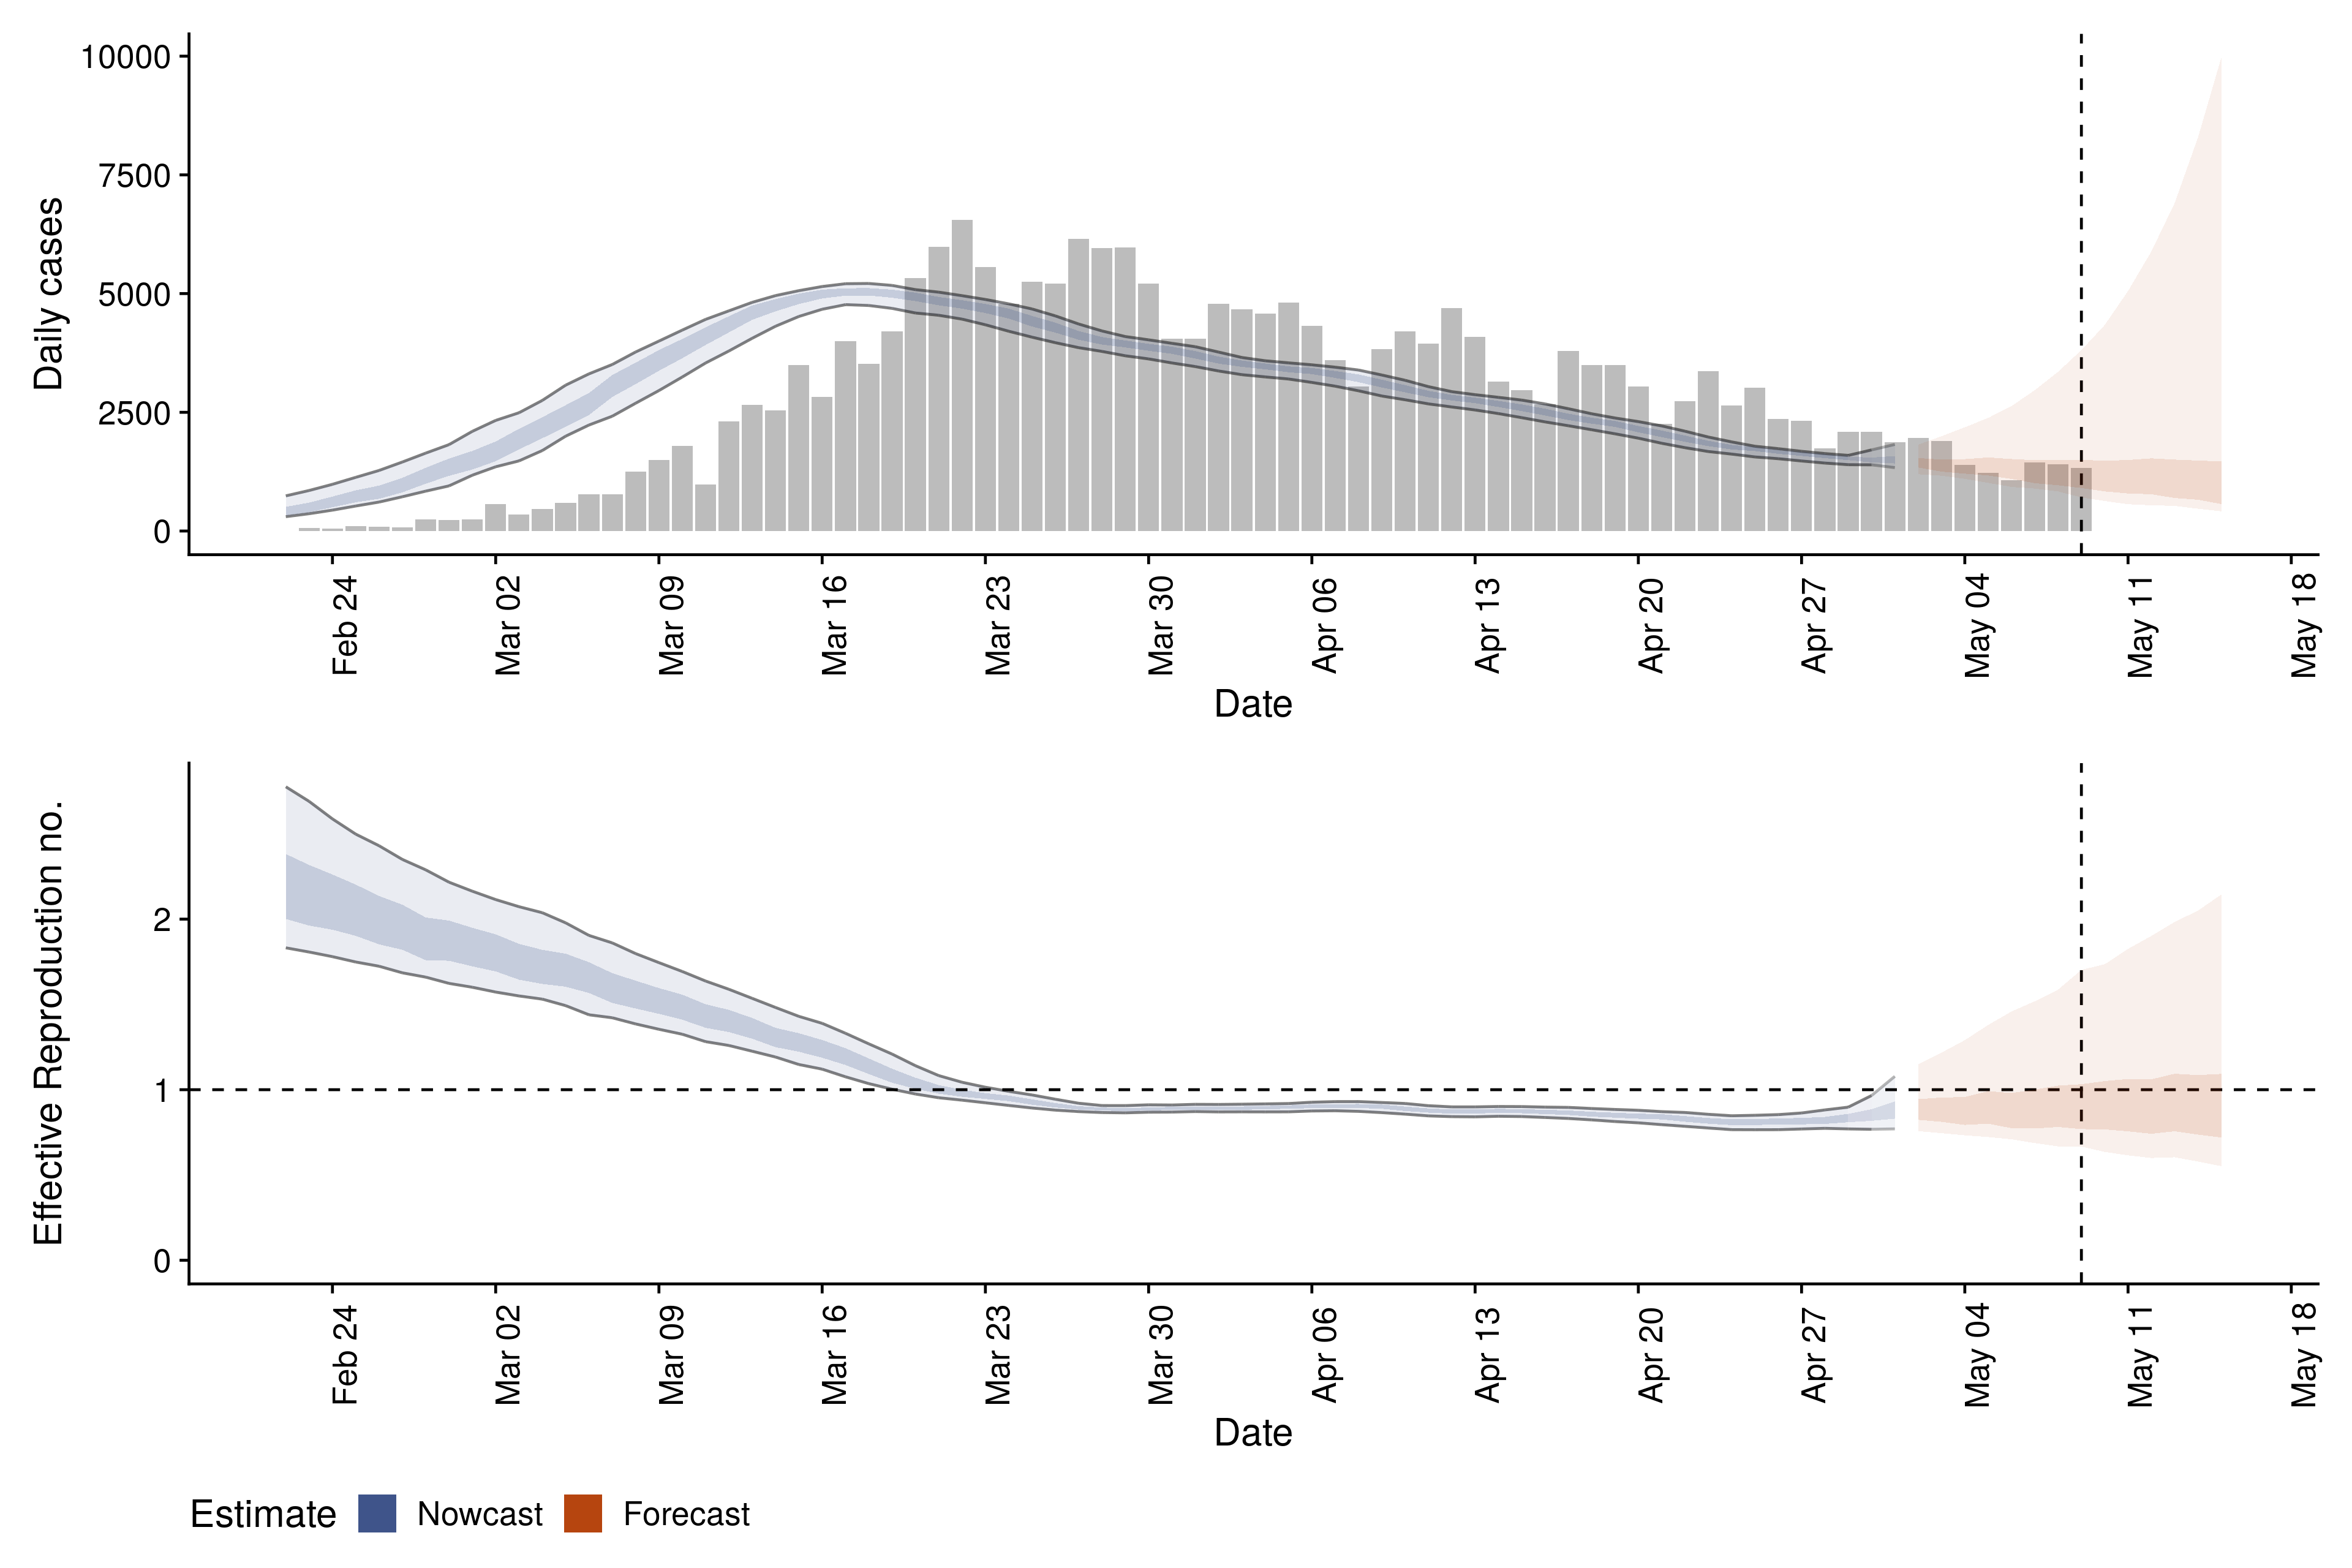 10000
7500
5000
2500
0
Daily cases
Feb 24
Mar 02
Mar 09
Mar 16
Mar 23
Mar 30
Apr 06
Apr 13
Apr 20
Apr 27
May 04
May 11
May 18
Date
2
1
0
Effective Reproduction no.
Feb 24
Mar 02
Mar 09
Mar 16
Mar 23
Mar 30
Apr 06
Apr 13
Apr 20
Apr 27
May 04
May 11
May 18
Date
Estimate Nowcast Forecast